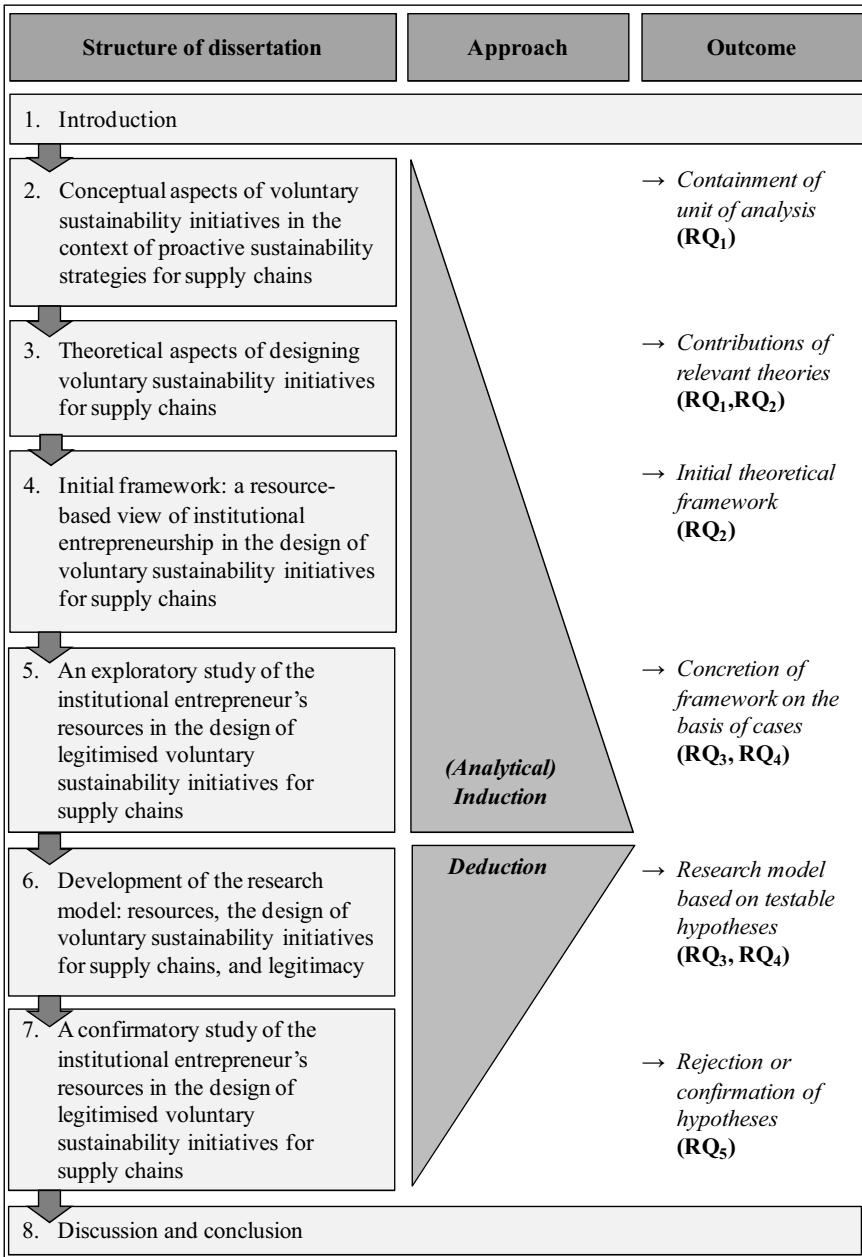 Structure of dissertation
Approach
Outcome
1. Introduction
2. Conceptual aspects of voluntary
sustainability initiatives in the
context of proactive sustainability
strategies for supply chains
→ Containment of
unit of analysis
(RQ₁)
3. Theoretical aspects of designing
voluntary sustainability initiatives
for supply chains
→ Contributions of
relevant theories
(RQ₁,RQ₂)
4. Initial framework: a resource-
based view of institutional
entrepreneurship in the design of
voluntary sustainability initiatives
for supply chains
→ Initial theoretical
framework
(RQ₂)
5. An exploratory study of the
institutional entrepreneur’s
resources in the design of
legitimised voluntary
sustainability initiatives for
supply chains
(Analytical)
Induction
→ Concretion of
framework on the
basis of cases
(RQ₃, RQ₄)
6. Development of the research
model: resources, the design of
voluntary sustainability initiatives
for supply chains, and legitimacy
Deduction
→ Research model
based on testable
hypotheses
(RQ₃, RQ₄)
7. A confirmatory study of the
institutional entrepreneur’s
resources in the design of
legitimised voluntary
sustainability initiatives for
supply chains
→ Rejection or
confirmation of
hypotheses
(RQ₅)
8. Discussion and conclusion